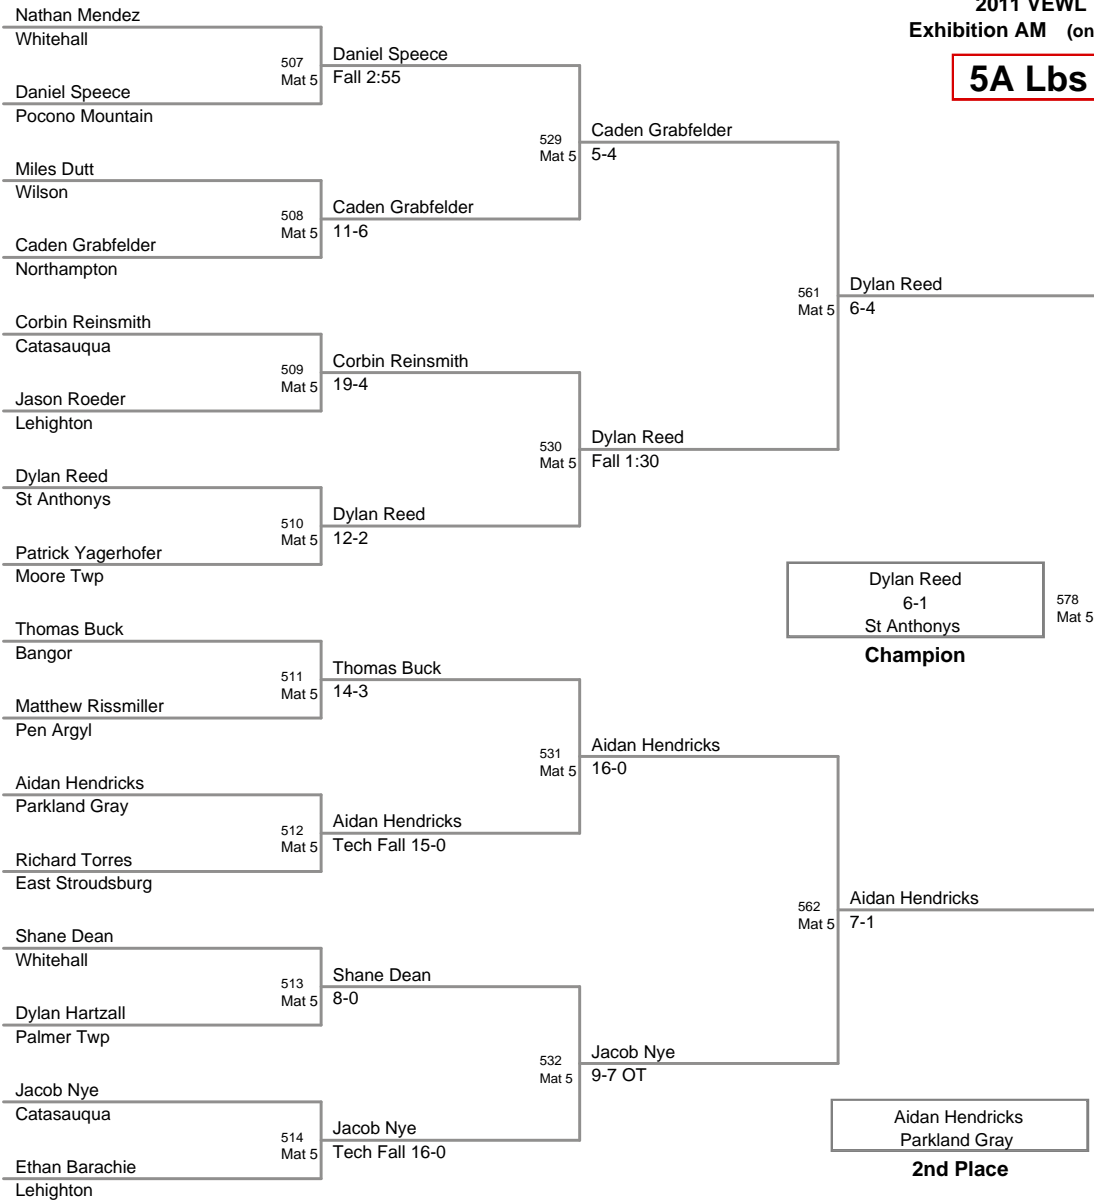 2011 VEWL
Exhibition AM (on
5A Lbs
Nathan Mendez
Whitehall
507
Mat 5
Daniel Speece
Fall 2:55
Daniel Speece
Pocono Mountain
529
Mat 5
Caden Grabfelder
5-4
Miles Dutt
Wilson
508
Mat 5
Caden Grabfelder
11-6
Caden Grabfelder
Northampton
561
Mat 5
Dylan Reed
6-4
Corbin Reinsmith
Catasauqua
509
Mat 5
Corbin Reinsmith
19-4
Jason Roeder
Lehighton
530
Mat 5
Dylan Reed
Fall 1:30
Dylan Reed
St Anthonys
510
Mat 5
Dylan Reed
12-2
Patrick Yagerhofer
Moore Twp
Dylan Reed
6-1
St Anthonys
578
Mat 5
Champion
Thomas Buck
Bangor
511
Mat 5
Thomas Buck
14-3
Matthew Rissmiller
Pen Argyl
531
Mat 5
Aidan Hendricks
16-0
Aidan Hendricks
Parkland Gray
512
Mat 5
Aidan Hendricks
Tech Fall 15-0
Richard Torres
East Stroudsburg
562
Mat 5
Aidan Hendricks
7-1
Shane Dean
Whitehall
513
Mat 5
Shane Dean
8-0
Dylan Hartzall
Palmer Twp
532
Mat 5
Jacob Nye
9-7 OT
Jacob Nye
Catasauqua
514
Mat 5
Jacob Nye
Tech Fall 16-0
Ethan Barachie
Lehighton
Aidan Hendricks
Parkland Gray
2nd Place